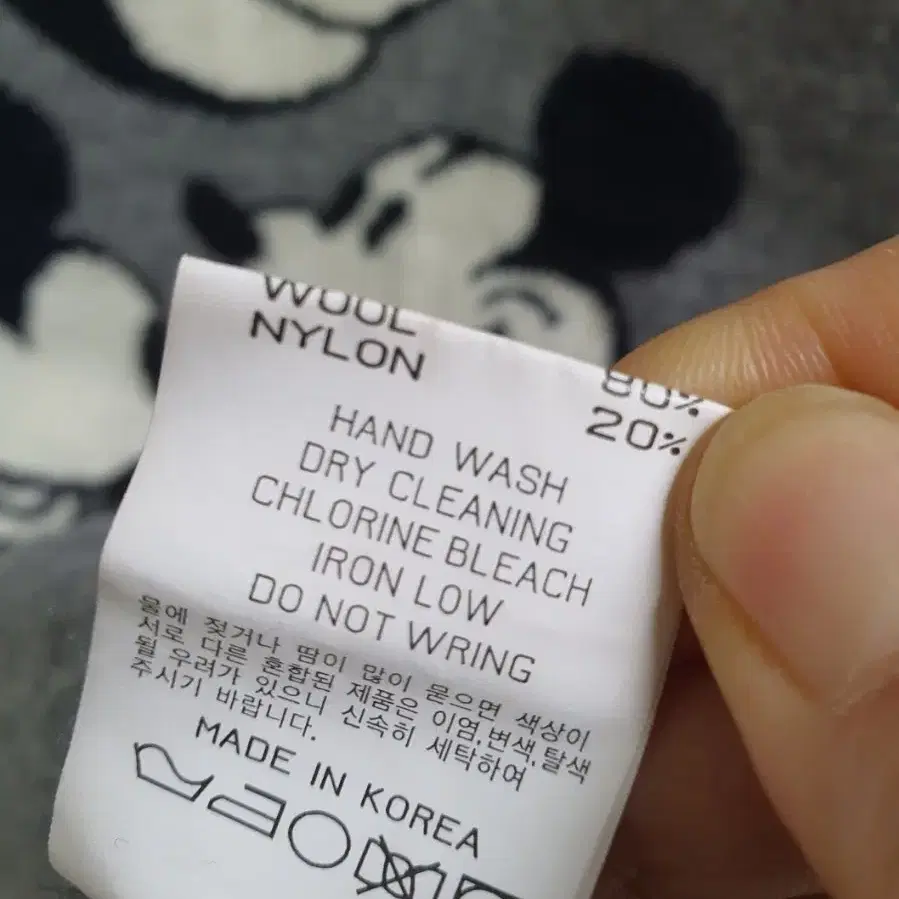 WOOL 80%
NYLON 20%
HAND WASH
DRY CLEANING
CHLORINE BLEACH
IRON LOW
DO NOT WRING
물에 젖거나 땀이 많이 묻으면 색상이
서로 다른 혼합된 제품은 이염,변색,탈색
될 우려가 있으니 신속히 세탁하여
주시기 바랍니다.
MADE IN KOREA